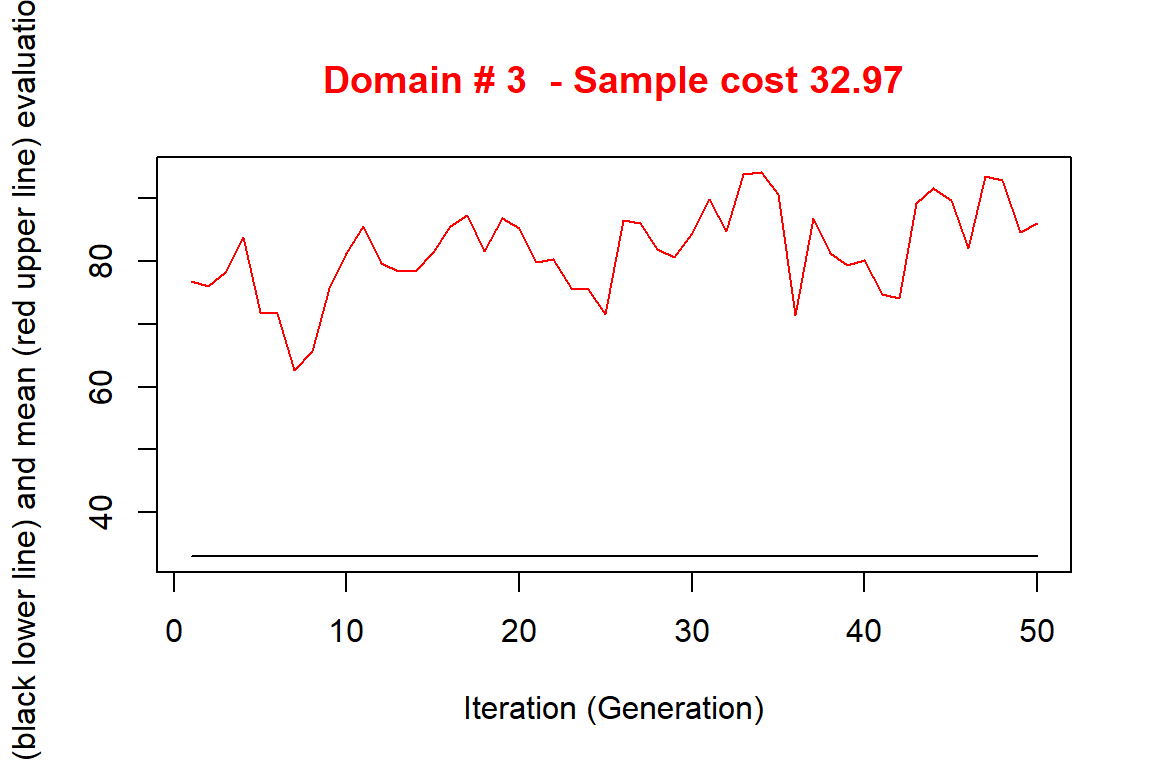 Domain # 3  - Sample cost 32.97
(black lower line) and mean (red upper line) evaluatio
80
60
40
0 10 20 30 40 50
Iteration (Generation)